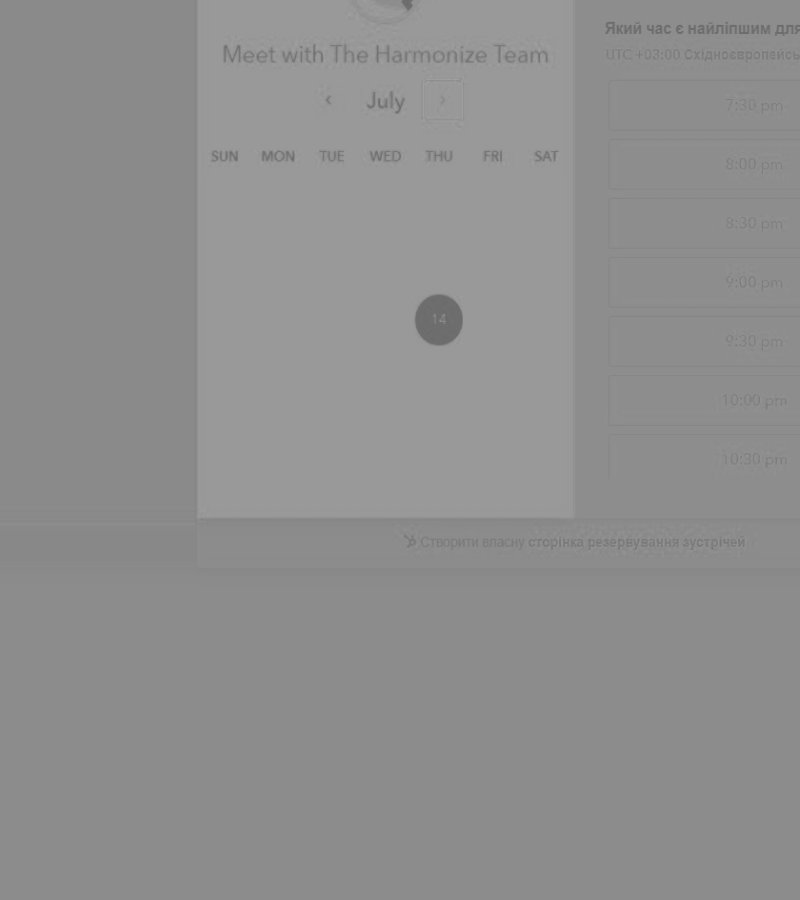 Meet with The Harmonize Team
July
SUN MON TUE WED THU FRI SAT
14
Який час є найліпшим для
UTC +03:00
7:30 pm
8:00 pm
8:30 pm
9:00 pm
9:30 pm
10:00 pm
10:30 pm
Створити власну сторінка резервування зустрічей